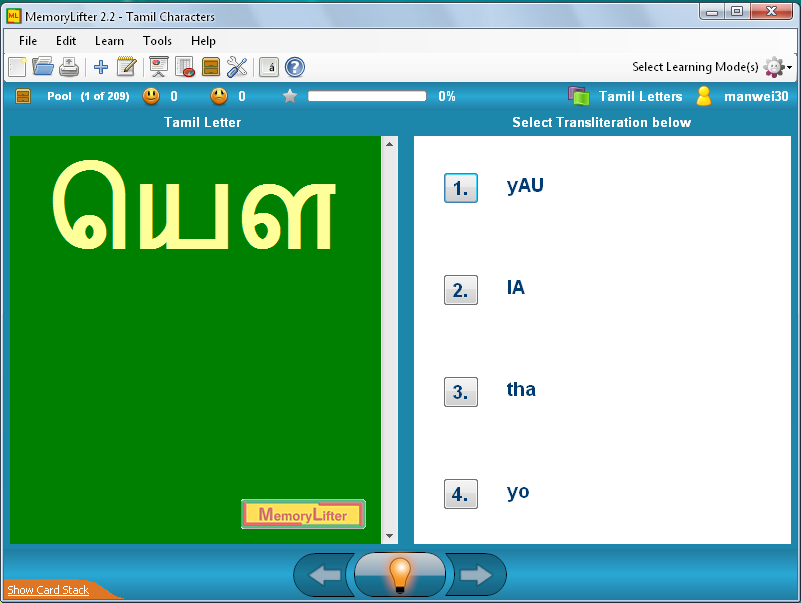 MemoryLifter 2.2 - Tamil Characters
File Edit Learn Tools Help
á ? Select Learning Mode(s)
Pool (1 of 209) 0 0 0% Tamil Letters manwei30
Tamil Letter Select Transliteration below
யௌ
1. yAU
2. lA
3. tha
4. yo
MemoryLifter
Show Card Stack